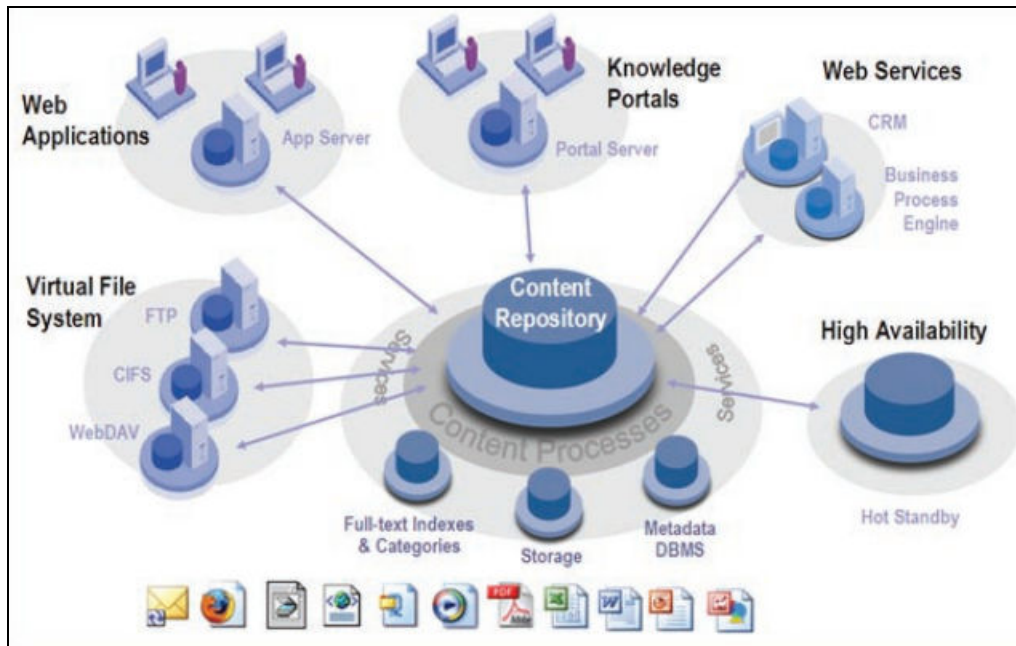 Web
Applications
App Server
Knowledge
Portals
Portal Server
Web Services
CRM
Business
Process
Engine
Virtual File
System
FTP
CIFS
WebDAV
Content
Repository
Services
Services
Content Processes
High Availability
Hot Standby
Full-text Indexes
& Categories
Storage
Metadata
DBMS
PDF